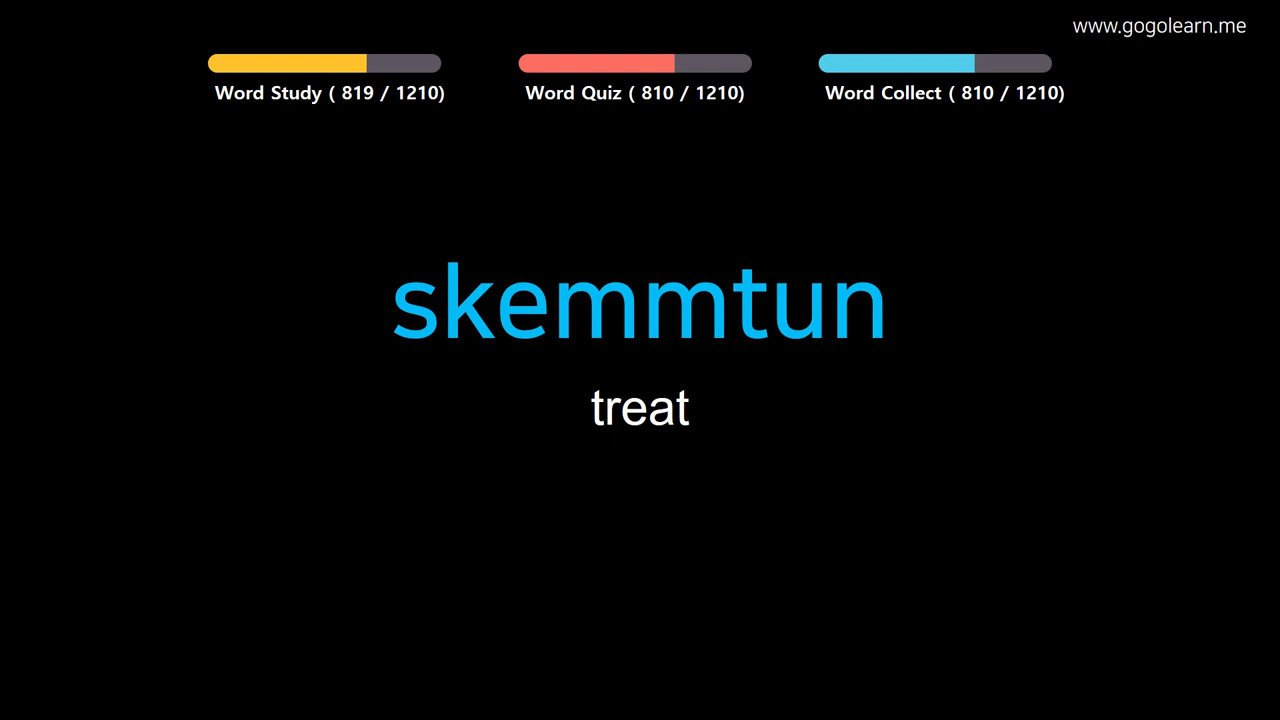 www.gogolearn.me
Word Study ( 819 / 1210)
Word Quiz ( 810 / 1210)
Word Collect ( 810 / 1210)
skemmtun
treat